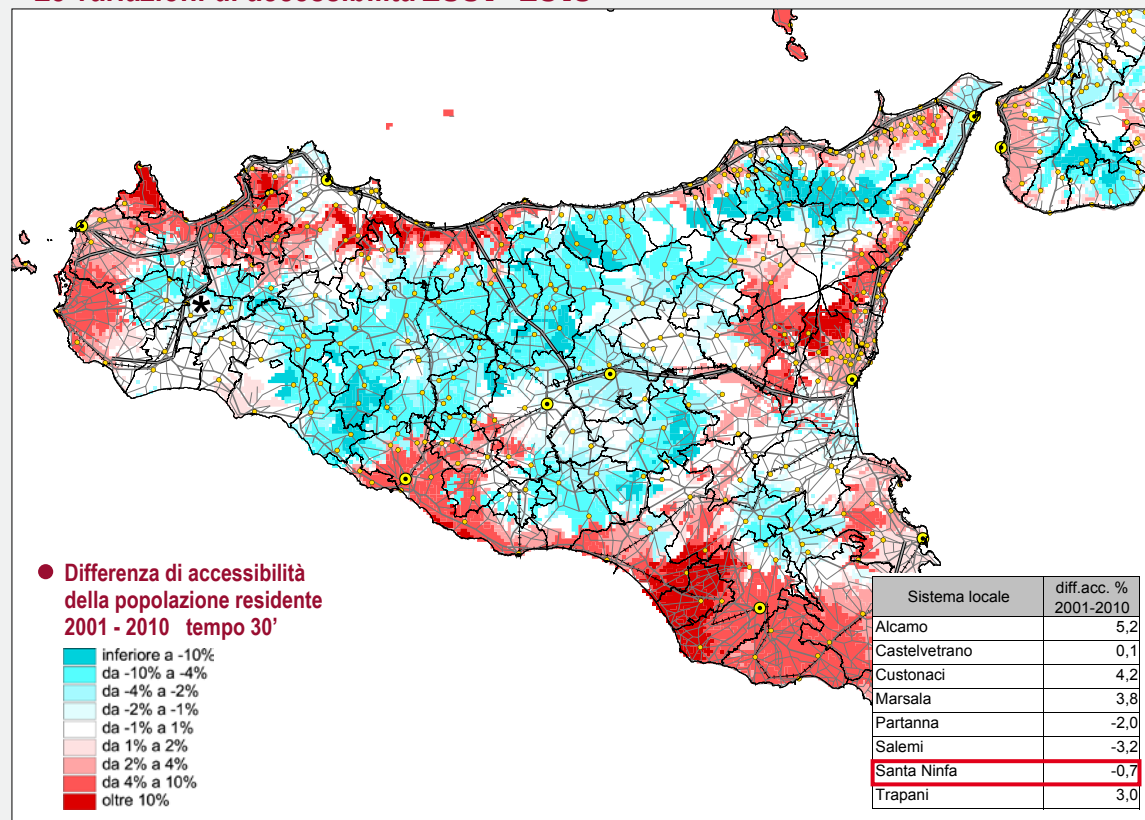 ● Differenza di accessibilità
della popolazione residente
2001 - 2010 tempo 30'
inferiore a -10%
da -10% a -4%
da -4% a -2%
da -2% a -1%
da -1% a 1%
da 1% a 2%
da 2% a 4%
da 4% a 10%
oltre 10%
Sistema locale diff.acc. % 2001-2010
Alcamo 5,2
Castelvetrano 0,1
Custonaci 4,2
Marsala 3,8
Partanna -2,0
Salemi -3,2
Santa Ninfa -0,7
Trapani 3,0